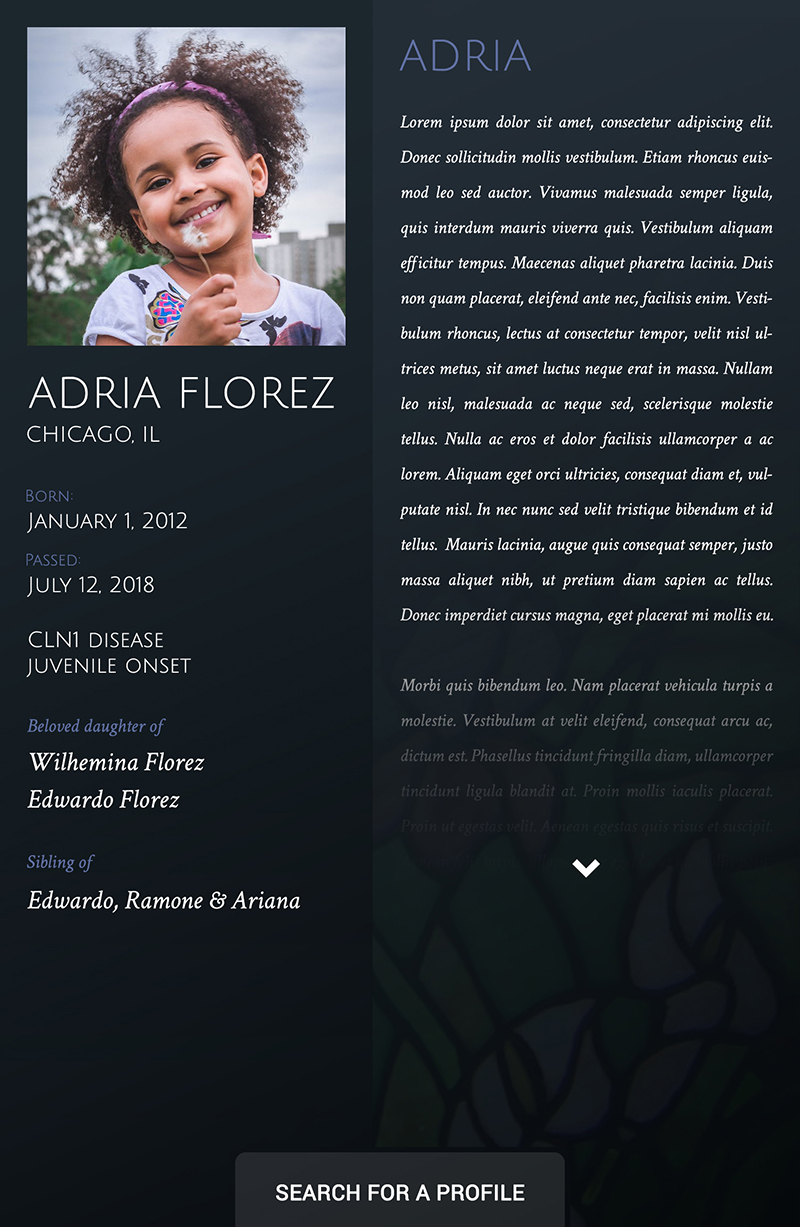 ADRIA FLOREZ
CHICAGO, IL
BORN:
JANUARY 1, 2012
PASSED:
JULY 12, 2018
CLN1 DISEASE
JUVENILE ONSET
Beloved daughter of
Wilhemina Florez
Edwardo Florez
Sibling of
Edwardo, Ramone & Ariana
ADRIA
Lorem ipsum dolor sit amet, consectetur adipiscing elit.
Donec sollicitudin mollis vestibulum. Etiam rhoncus euis-
mod leo sed auctor. Vivamus malesuada semper ligula,
quis interdum mauris viverra quis. Vestibulum aliquam
efficitur tempus. Maecenas aliquet pharetra lacinia. Duis
non quam placerat, eleifend ante nec, facilisis enim. Vesti-
bulum rhoncus, lectus at consectetur tempor, velit nisl ul-
trices metus, sit amet luctus neque erat in massa. Nullam
leo nisl, malesuada ac neque sed, scelerisque molestie
tellus. Nulla ac eros et dolor facilisis ullamcorper a ac
lorem. Aliquam eget orci ultricies, consequat diam et, vul-
putate nisl. In nec nunc sed velit tristique bibendum et id
tellus. Mauris lacinia, augue quis consequat semper, justo
massa aliquet nibh, ut pretium diam sapien ac tellus.
Donec imperdiet cursus magna, eget placerat mi mollis eu.
Morbi quis bibendum leo. Nam placerat vehicula turpis a
molestie. Vestibulum at velit eleifend, consequat arcu ac,
dictum est. Phasellus tincidunt fringilla diam, ullamcorper
tincidunt ligula blandit at. Proin mollis iaculis placerat.
Proin ut egestas velit. Aenean egestas quis risus et suscipit.
SEARCH FOR A PROFILE